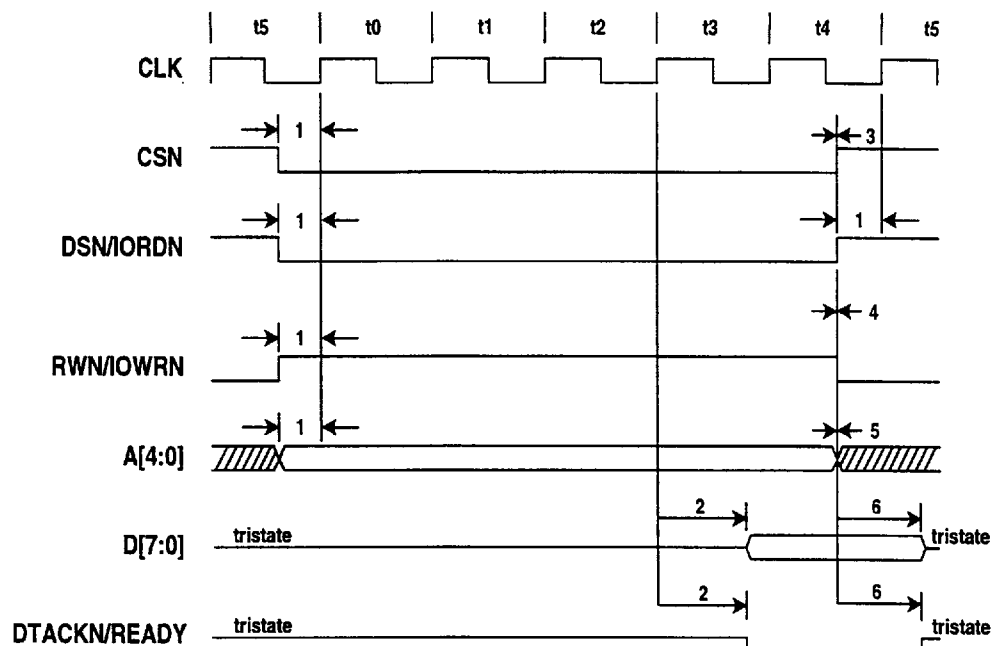 t5 t0 t1 t2 t3 t4 t5
CLK
1 3
CSN
1 1
DSN/IORDN
4
1
RWN/IOWRN
1 5
A[4:0]
2 6
D[7:0] tristate tristate
2 6
DTACKN/READY tristate tristate